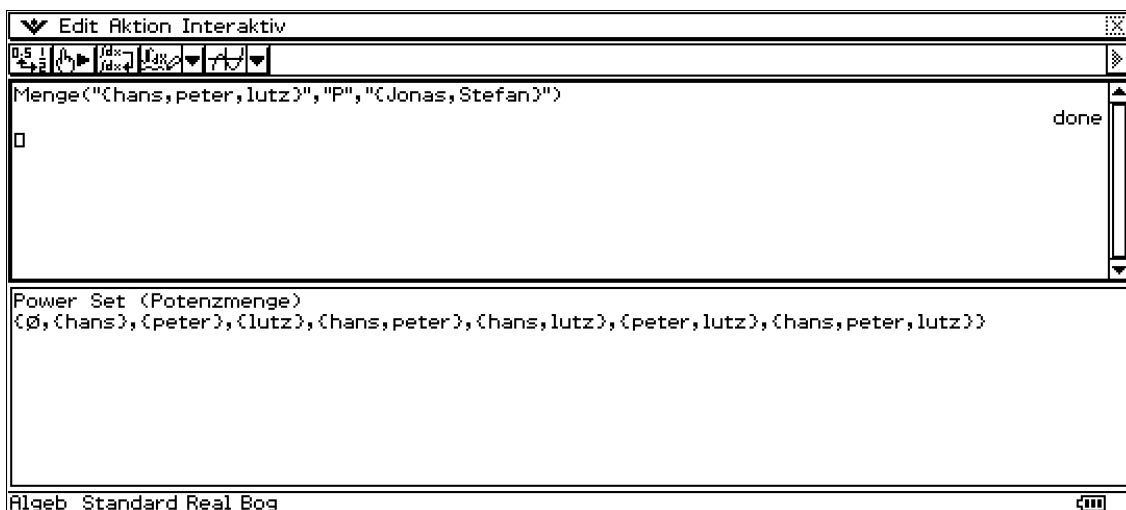 Edit Aktion Interaktiv
Menge("{hans,peter,lutz}","P","{Jonas,Stefan}")
done
Power Set (Potenzmenge)
{Ø,{hans},{peter},{lutz},{hans,peter},{hans,lutz},{peter,lutz},{hans,peter,lutz}}
Algeb Standard Real Bog